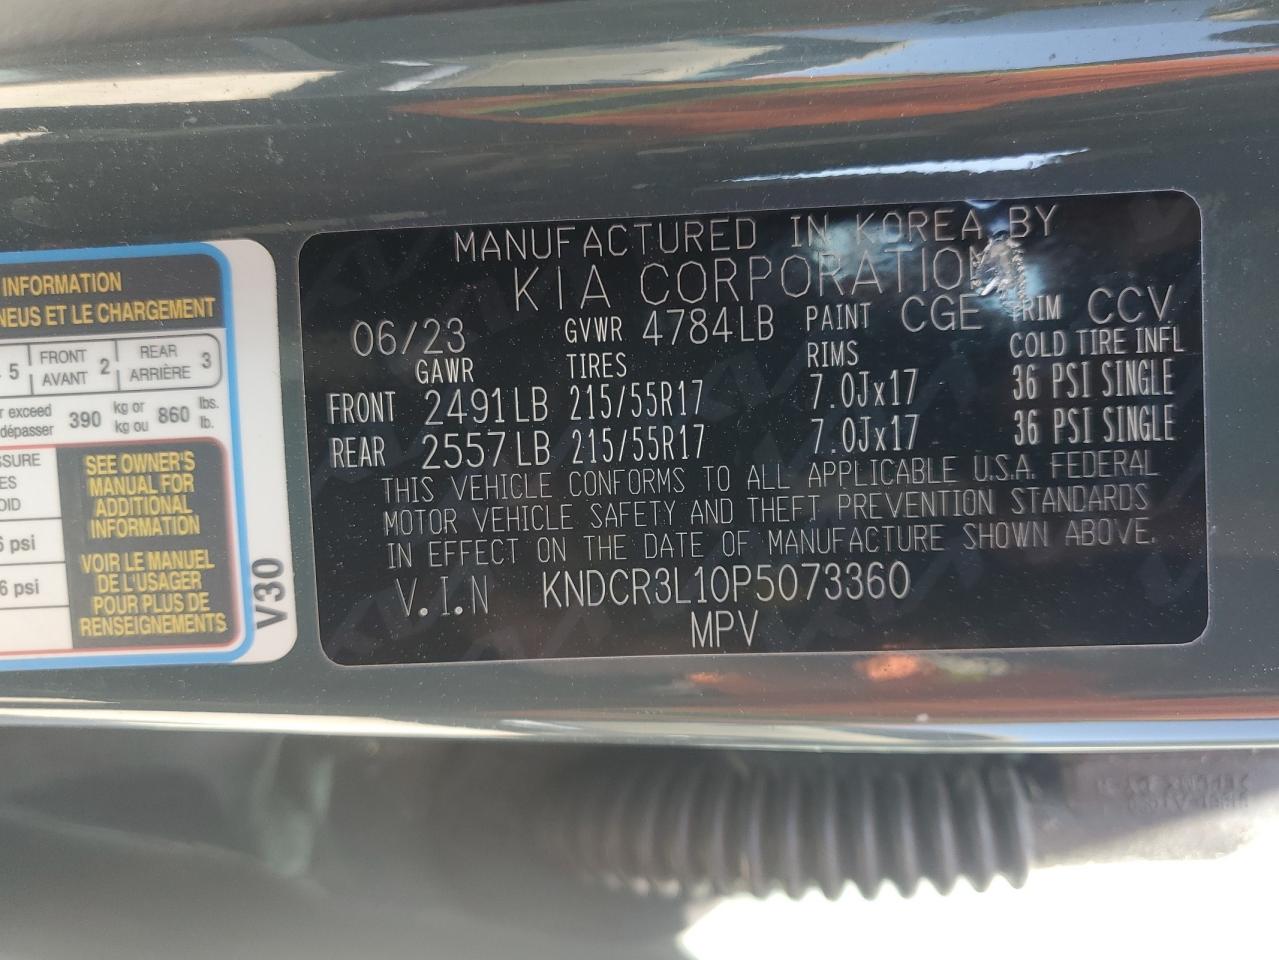 INFORMATION
NEUS ET LE CHARGEMENT
5 FRONT AVANT 2 REAR ARRIÈRE 3
exceed dépasser 390 kg or kg ou 860 lbs. lb.
SEE OWNER'S
MANUAL FOR
ADDITIONAL
INFORMATION
psi
VOIR LE MANUEL
DE L'USAGER
POUR PLUS DE
RENSEIGNEMENTS
6 psi
V30
MANUFACTURED IN KOREA BY
KIA CORPORATION
06/23 GVWR 4784LB PAINT CGE TRIM CCV
GAWR TIRES RIMS COLD TIRE INFL
FRONT 2491LB 215/55R17 7.0Jx17 36 PSI SINGLE
REAR 2557LB 215/55R17 7.0Jx17 36 PSI SINGLE
THIS VEHICLE CONFORMS TO ALL APPLICABLE U.S.A. FEDERAL
MOTOR VEHICLE SAFETY AND THEFT PREVENTION STANDARDS
IN EFFECT ON THE DATE OF MANUFACTURE SHOWN ABOVE.
V.I.N KNDCR3L10P5073360
MPV